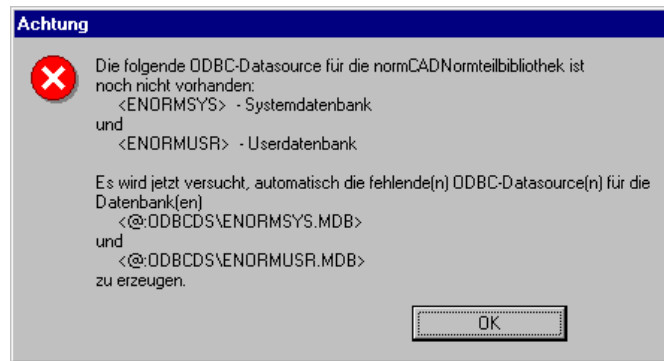 Achtung
Die folgende ODBC-Datasource für die normCADNormteilbibliothek ist
noch nicht vorhanden:
<ENORMSYS> - Systemdatenbank
und
<ENORMUSR> - Userdatenbank
Es wird jetzt versucht, automatisch die fehlende(n) ODBC-Datasource(n) für die
Datenbank(en)
<@:ODBCDS\ENORMSYS.MDB>
und
<@:ODBCDS\ENORMUSR.MDB>
zu erzeugen.
OK